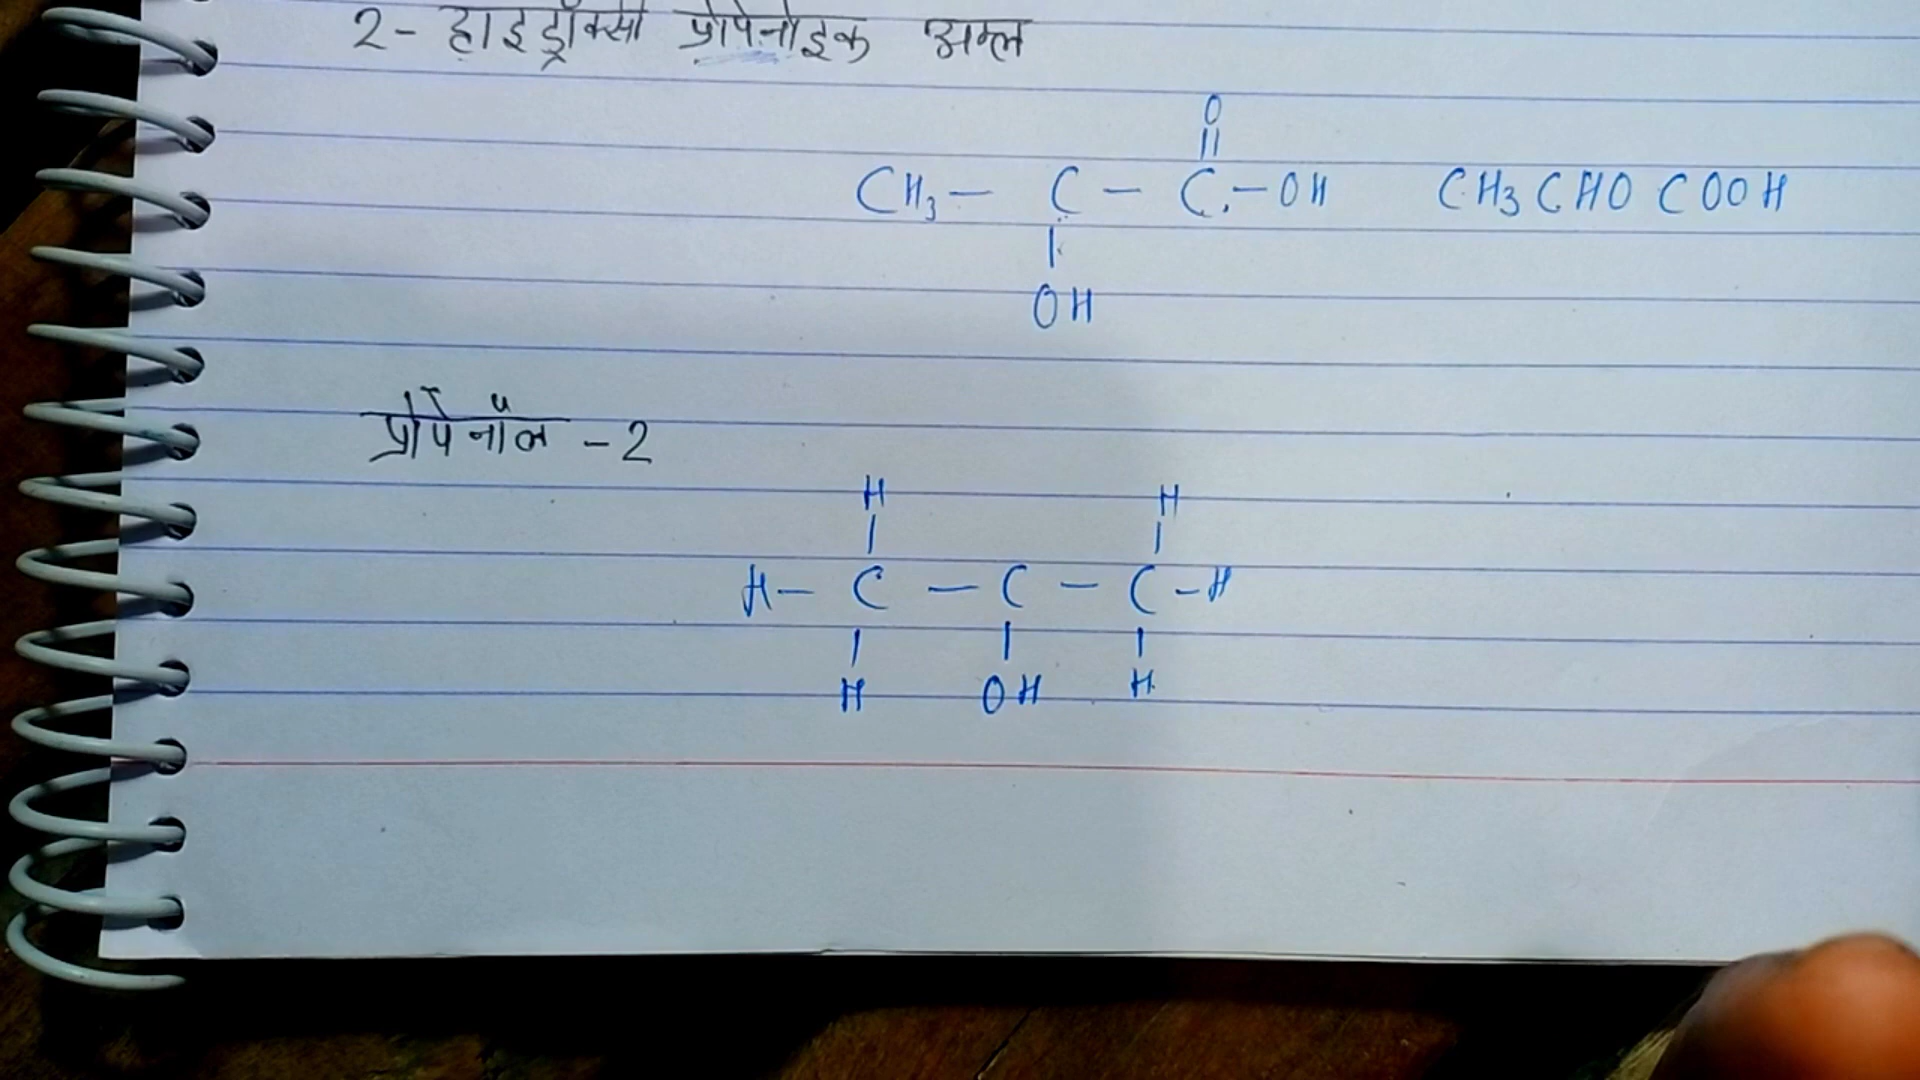 2- हाइड्रॉक्सी प्रोपेनोइक अम्ल
O
||
CH3 — C — C — OH CH3CHO COOH
|
OH
प्रोपेनॉल - 2
H H
| |
H — C — C — C - H
| | |
H OH H